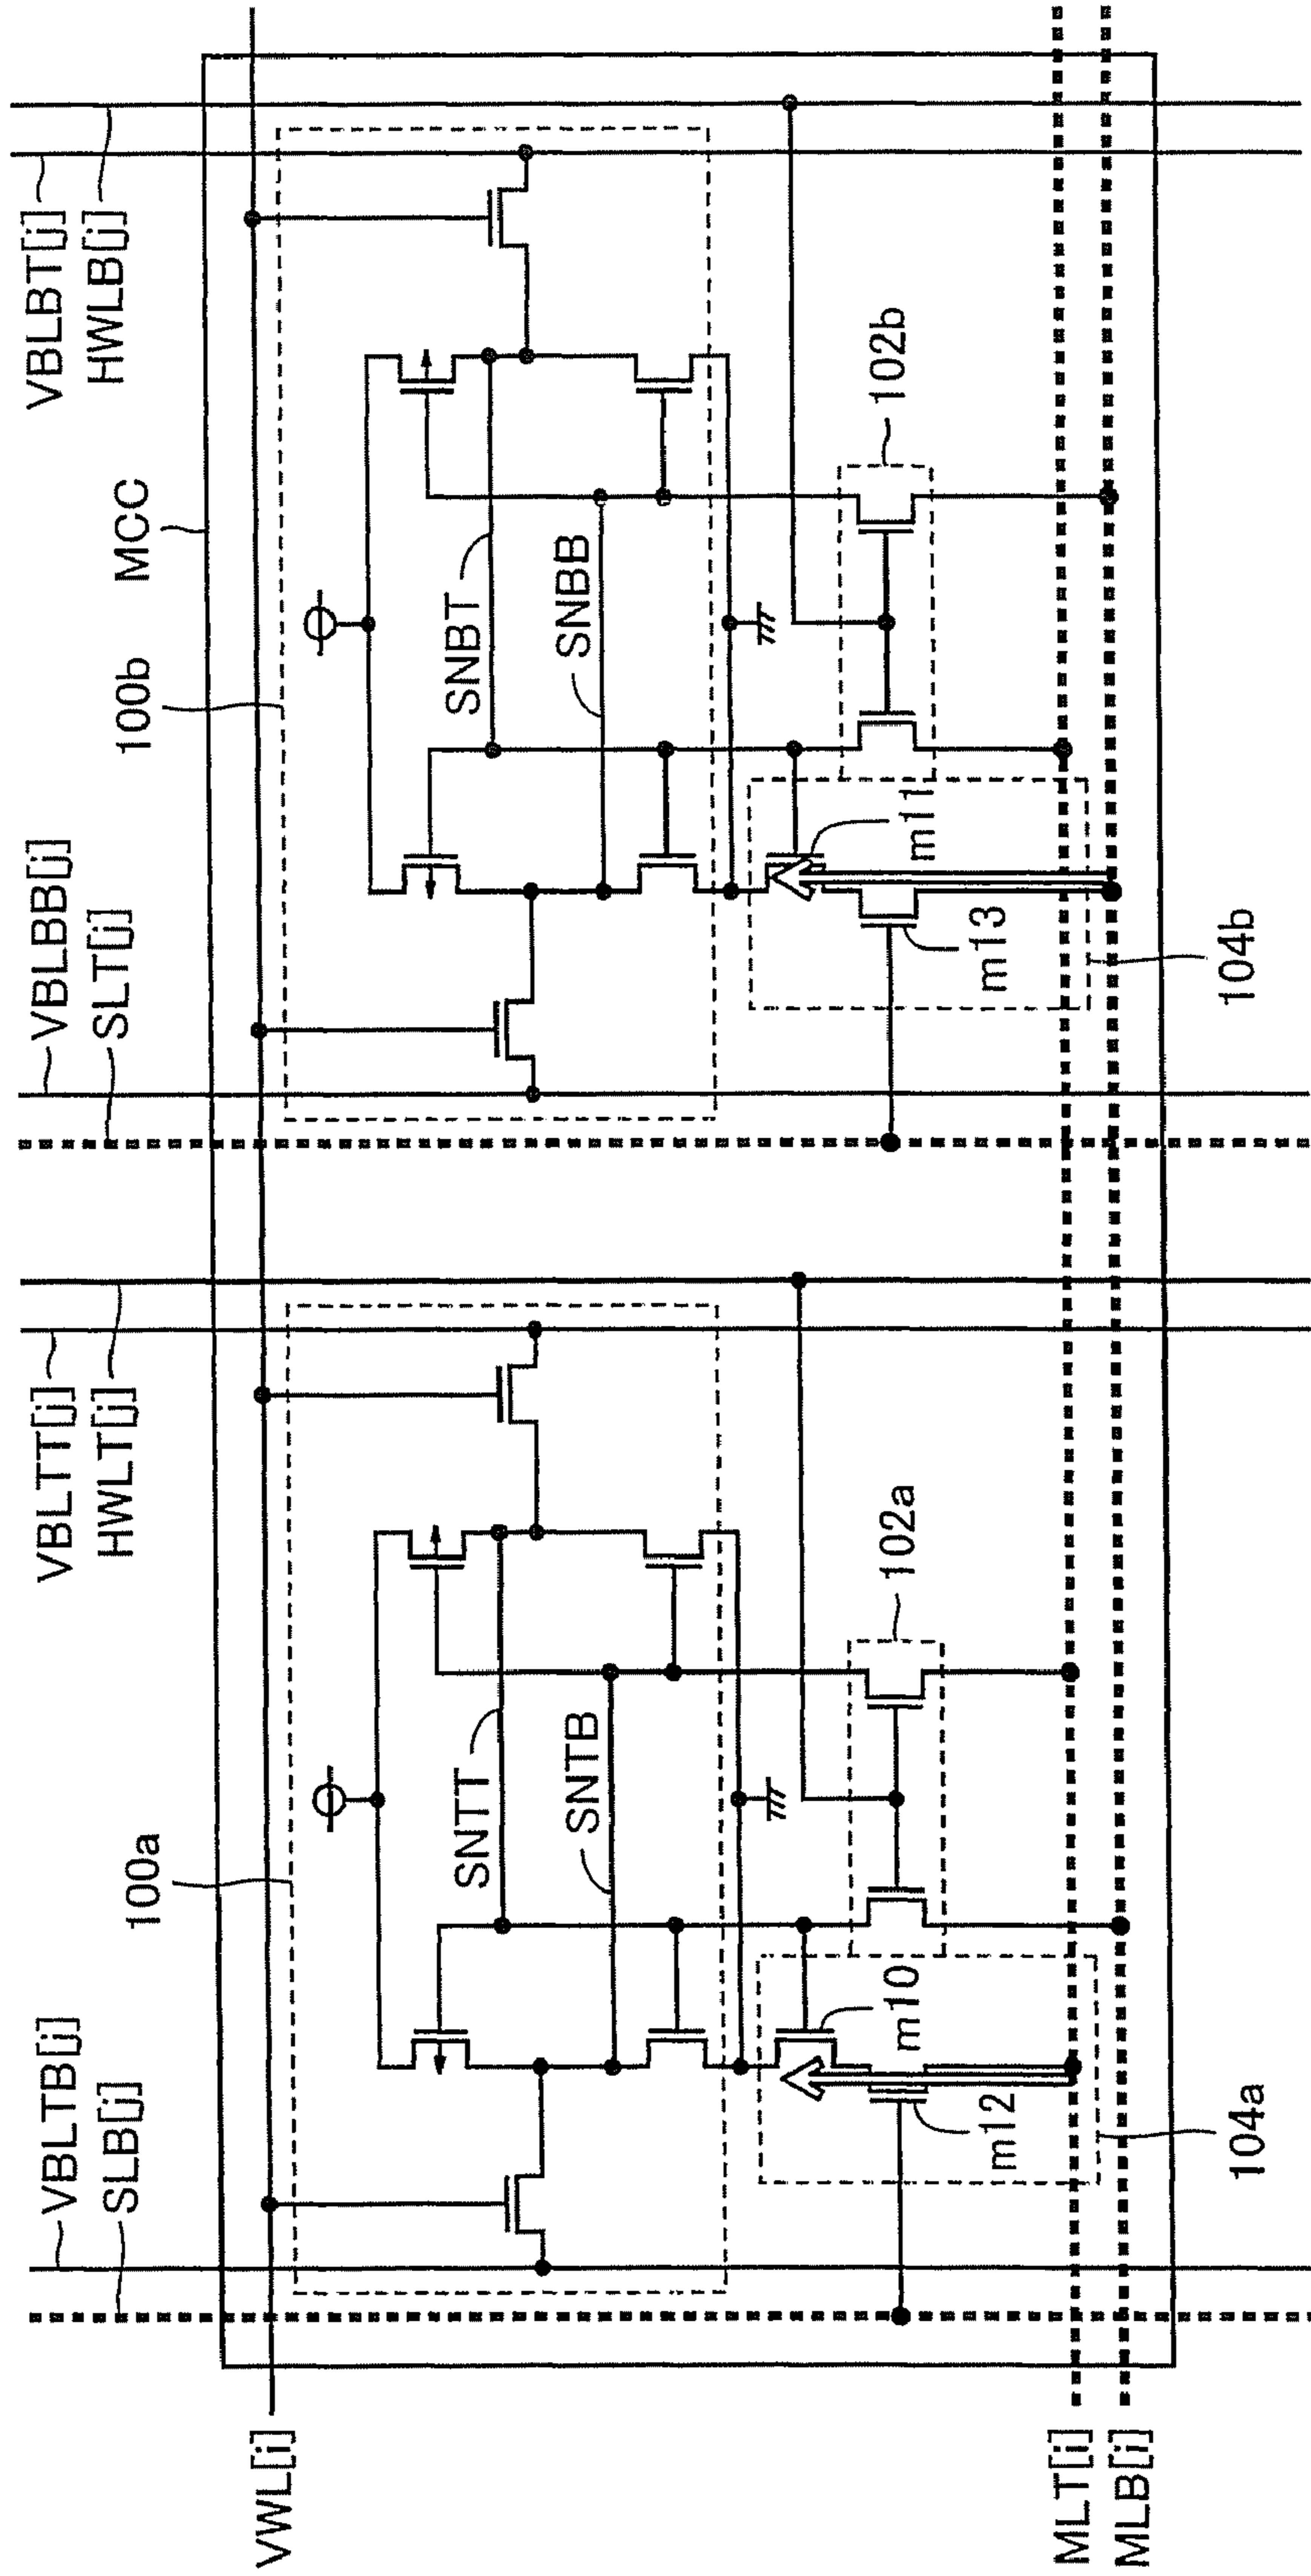 VBLBT[j]
HWLB[j]
MCC
100b
VBLBB[j]
SLT[j]
VBLTT[j]
HWLT[j]
100a
VBLTB[j]
SLB[j]
VWL[i]
SNBT
SNBB
102b
m11
m13
104b
SNTT
SNTB
102a
m10
m12
104a
MLT[i]
MLB[i]